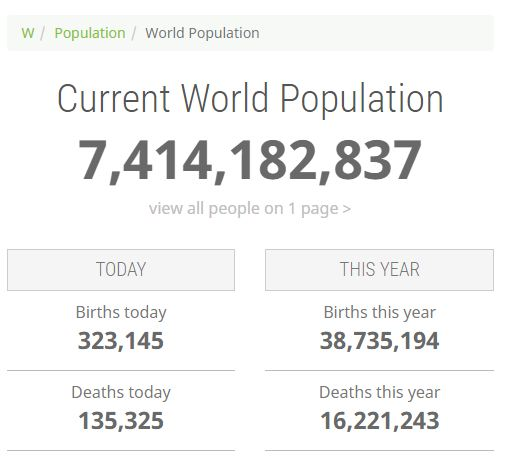 W / Population / World Population
Current World Population
7,414,182,837
view all people on 1 page >
TODAY
THIS YEAR
Births today
Births this year
323,145
38,735,194
Deaths today
Deaths this year
135,325
16,221,243